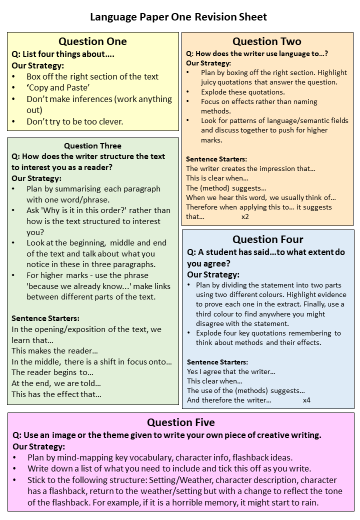 Language Paper One Revision Sheet
Question One
Q: List four things about....
Our Strategy:
• Box off the right section of the text
• 'Copy and Paste'
• Don't make inferences (work anything
out)
• Don't try to be too clever.
Question Two
Q: How does the writer use language to...?
Our Strategy:
• Plan by boxing off the right section. Highlight
juicy quotations that answer the question.
• Explode these quotations.
• Focus on effects rather than naming
methods.
• Look for patterns of language/semantic fields
and discuss together to push for higher
marks.
Sentence Starters:
The writer creates the impression that...
This is clear when...
The (method) suggests...
When we hear this word, we usually think of...
Therefore when applying this to... it suggests
that... x2
Question Three
Q: How does the writer structure the text
to interest you as a reader?
Our Strategy:
• Plan by summarising each paragraph
with one word/phrase.
• Ask 'Why is it in this order?' rather than
how is the text structured to interest
you?
• Look at the beginning, middle and end
of the text and talk about what you
notice in these in three paragraphs.
• For higher marks - use the phrase
'because we already know...' make links
between different parts of the text.
Sentence Starters:
In the opening/exposition of the text, we
learn that...
This makes the reader...
In the middle, there is a shift in focus onto...
The reader begins to...
At the end, we are told...
This has the effect that...
Question Four
Q: A student has said...to what extent do
you agree?
Our Strategy:
• Plan by dividing the statement into two parts
using two different colours. Highlight evidence
to prove each one in the extract. Finally, use a
third colour to find anywhere you might
disagree with the statement.
• Explode four key quotations remembering to
think about methods and their effects.
Sentence Starters:
Yes I agree that the writer...
This clear when...
The use of the (methods) suggests...
And therefore the writer... x4
Question Five
Q: Use an image or the theme given to write your own piece of creative writing.
Our Strategy:
• Plan by mind-mapping key vocabulary, character info, flashback ideas.
• Write down a list of what you need to include and tick this off as you write.
• Stick to the following structure: Setting/Weather, character description, character
has a flashback, return to the weather/setting but with a change to reflect the tone
of the flashback. For example, if it is a horrible memory, it might start to rain.